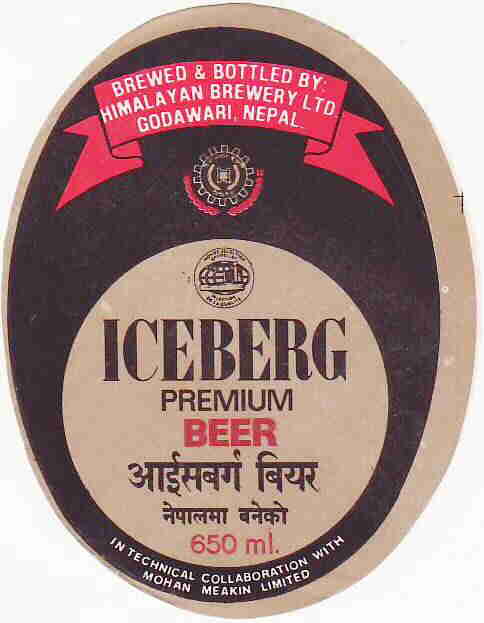 BREWED & BOTTLED BY:
HIMALAYAN BREWERY LTD.
GODAWARI, NEPAL.
ICEBERG
PREMIUM
BEER
आईसबर्ग बियर
नेपालमा बनेको
650 ml.
IN TECHNICAL COLLABORATION WITH
MOHAN MEAKIN LIMITED